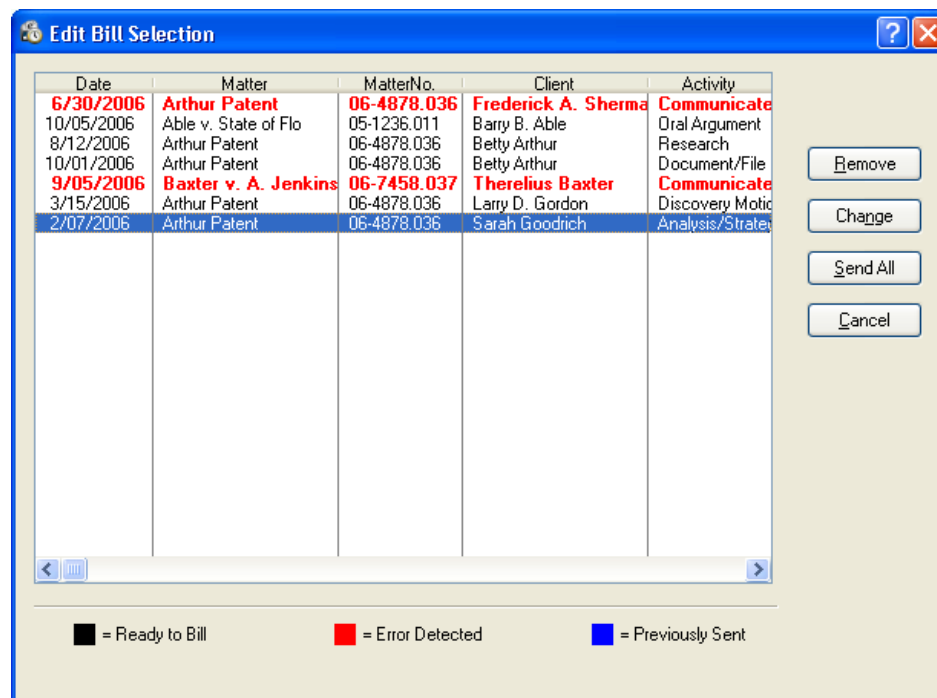 Edit Bill Selection
Date Matter MatterNo. Client Activity
6/30/2006 Arthur Patent 06-4878.036 Frederick A. Sherma Communicate
10/05/2006 Able v. State of Flo 05-1236.011 Barry B. Able Oral Argument
8/12/2006 Arthur Patent 06-4878.036 Betty Arthur Research
10/01/2006 Arthur Patent 06-4878.036 Betty Arthur Document/File
9/05/2006 Baxter v. A. Jenkins 06-7458.037 Therelius Baxter Communicate
3/15/2006 Arthur Patent 06-4878.036 Larry D. Gordon Discovery Motic
2/07/2006 Arthur Patent 06-4878.036 Sarah Goodrich Analysis/Strateg
Remove
Change
Send All
Cancel
= Ready to Bill = Error Detected = Previously Sent